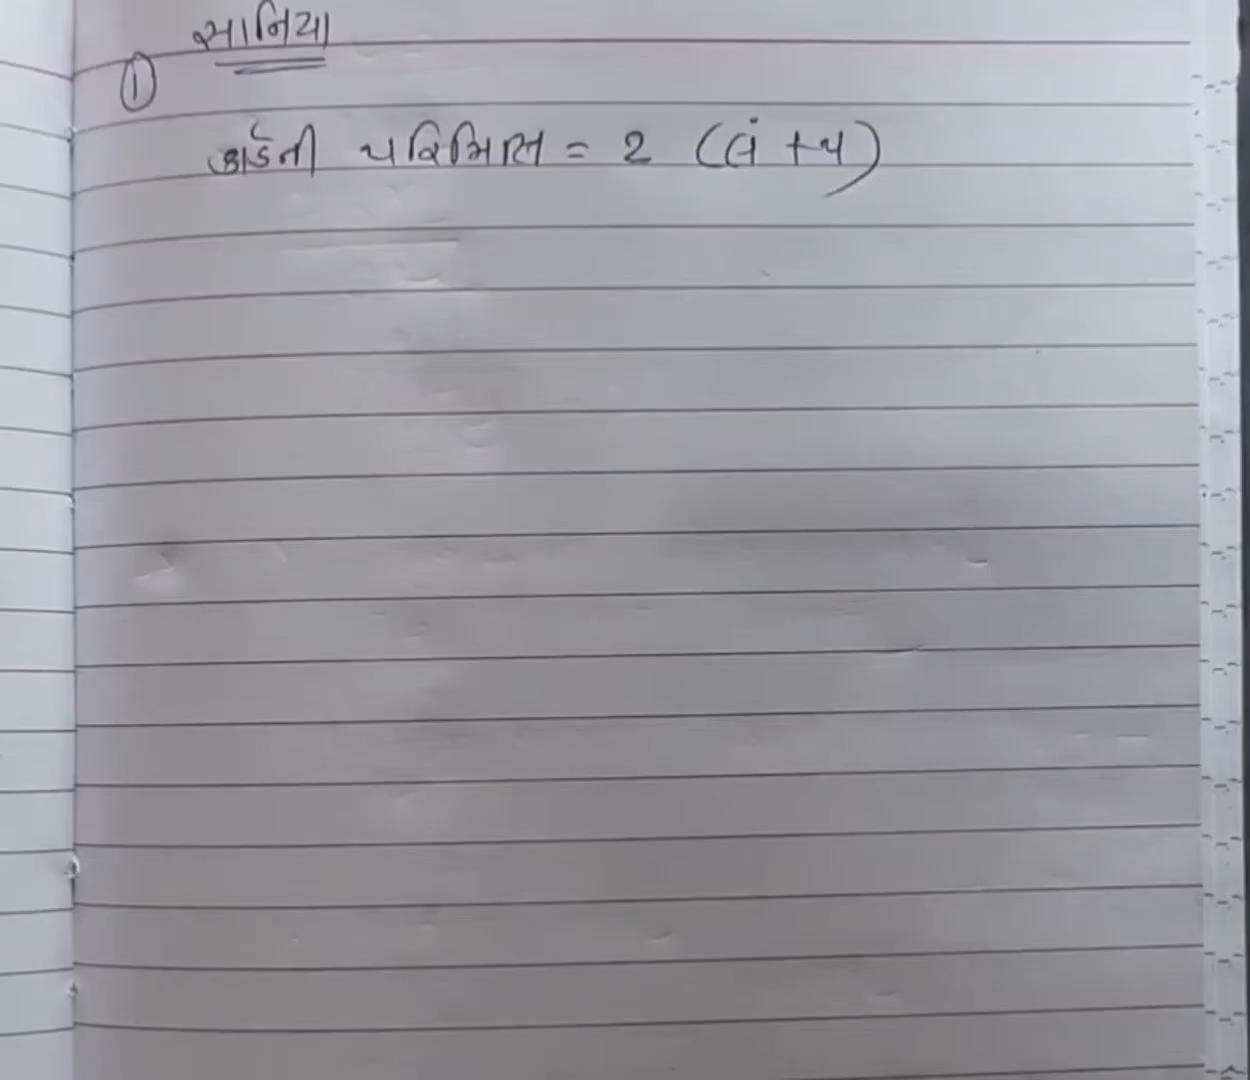 સાનિયા
①
કાર્ડની પરિમિતિ = 2 (લં + પ)